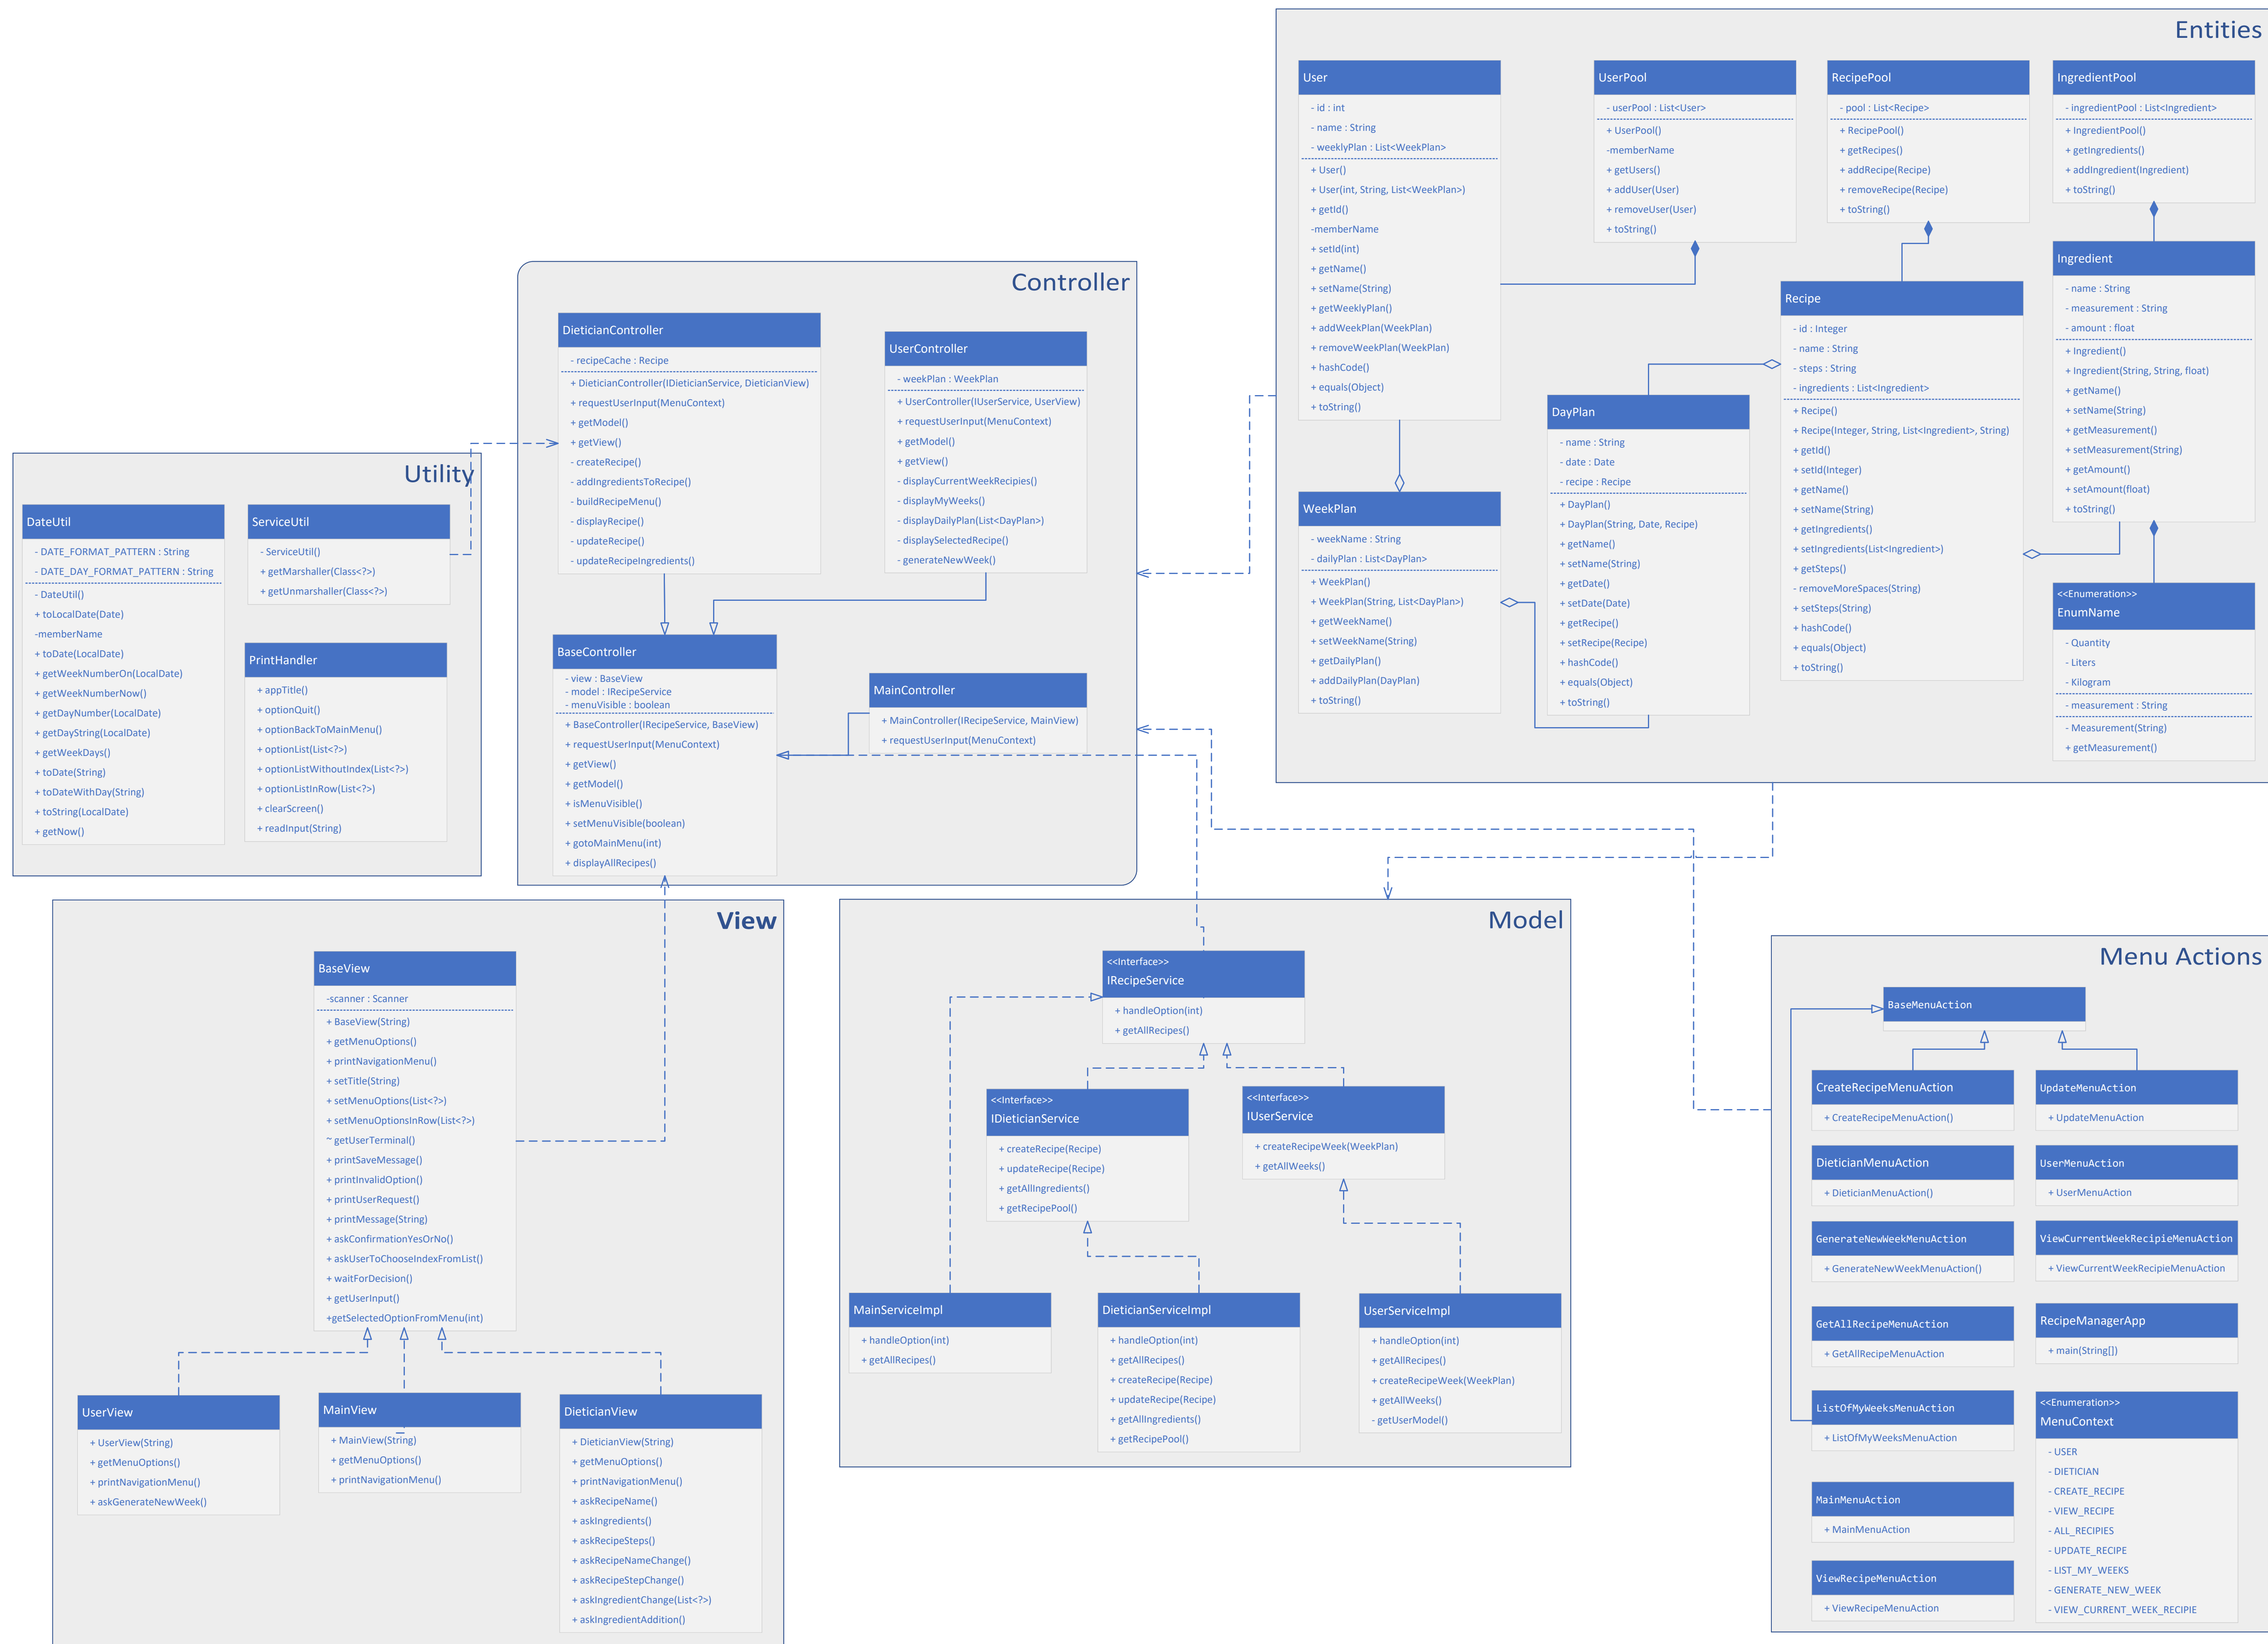 Entities
User
- id : int
- name : String
- weeklyPlan : List<WeekPlan>
+ User()
+ User(int, String, List<WeekPlan>)
+ getId()
-memberName
+ setId(int)
+ getName()
+ setName(String)
+ getWeeklyPlan()
+ addWeekPlan(WeekPlan)
+ removeWeekPlan(WeekPlan)
+ hashCode()
+ equals(Object)
+ toString()
UserPool
- userPool : List<User>
+ UserPool()
-memberName
+ getUsers()
+ addUser(User)
+ removeUser(User)
+ toString()
RecipePool
- pool : List<Recipe>
+ RecipePool()
+ getRecipes()
+ addRecipe(Recipe)
+ removeRecipe(Recipe)
+ toString()
IngredientPool
- ingredientPool : List<Ingredient>
+ IngredientPool()
+ getIngredients()
+ addIngredient(Ingredient)
+ toString()
Ingredient
- name : String
- measurement : String
- amount : float
+ Ingredient()
+ Ingredient(String, String, float)
+ getName()
+ setName(String)
+ getMeasurement()
+ setMeasurement(String)
+ getAmount()
+ setAmount(float)
+ toString()
Recipe
- id : Integer
- name : String
- steps : String
- ingredients : List<Ingredient>
+ Recipe()
+ Recipe(Integer, String, List<Ingredient>, String)
+ getId()
+ setId(Integer)
+ getName()
+ setName(String)
+ getIngredients()
+ setIngredients(List<Ingredient>)
+ getSteps()
- removeMoreSpaces(String)
+ setSteps(String)
+ hashCode()
+ equals(Object)
+ toString()
DayPlan
- name : String
- date : Date
- recipe : Recipe
+ DayPlan()
+ DayPlan(String, Date, Recipe)
+ getName()
+ setName(String)
+ getDate()
+ setDate(Date)
+ getRecipe()
+ setRecipe(Recipe)
+ hashCode()
+ equals(Object)
+ toString()
WeekPlan
- weekName : String
- dailyPlan : List<DayPlan>
+ WeekPlan()
+ WeekPlan(String, List<DayPlan>)
+ getWeekName()
+ setWeekName(String)
+ getDailyPlan()
+ addDailyPlan(DayPlan)
+ toString()
<<Enumeration>>
EnumName
- Quantity
- Liters
- Kilogram
- measurement : String
- Measurement(String)
+ getMeasurement()
Controller
DieticianController
- recipeCache : Recipe
+ DieticianController(IDieticianService, DieticianView)
+ requestUserInput(MenuContext)
+ getModel()
+ getView()
- createRecipe()
- addIngredientsToRecipe()
- buildRecipeMenu()
- displayRecipe()
- updateRecipe()
- updateRecipeIngredients()
UserController
- weekPlan : WeekPlan
+ UserController(IUserService, UserView)
+ requestUserInput(MenuContext)
+ getModel()
+ getView()
- displayCurrentWeekRecipies()
- displayMyWeeks()
- displayDailyPlan(List<DayPlan>)
- displaySelectedRecipe()
- generateNewWeek()
BaseController
- view : BaseView
- model : IRecipeService
- menuVisible : boolean
+ BaseController(IRecipeService, BaseView)
+ requestUserInput(MenuContext)
+ getView()
+ getModel()
+ isMenuVisible()
+ setMenuVisible(boolean)
+ gotoMainMenu(int)
+ displayAllRecipes()
MainController
+ MainController(IRecipeService, MainView)
+ requestUserInput(MenuContext)
Utility
DateUtil
- DATE_FORMAT_PATTERN : String
- DATE_DAY_FORMAT_PATTERN : String
- DateUtil()
+ toLocalDate(Date)
-memberName
+ toDate(LocalDate)
+ getWeekNumberOn(LocalDate)
+ getWeekNumberNow()
+ getDayNumber(LocalDate)
+ getDayString(LocalDate)
+ getWeekDays()
+ toDate(String)
+ toDateWithDay(String)
+ toString(LocalDate)
+ getNow()
ServiceUtil
- ServiceUtil()
+ getMarshaller(Class<?>)
+ getUnmarshaller(Class<?>)
PrintHandler
+ appTitle()
+ optionQuit()
+ optionBackToMainMenu()
+ optionList(List<?>)
+ optionListWithoutIndex(List<?>)
+ optionListInRow(List<?>)
+ clearScreen()
+ readInput(String)
View
BaseView
-scanner : Scanner
+ BaseView(String)
+ getMenuOptions()
+ printNavigationMenu()
+ setTitle(String)
+ setMenuOptions(List<?>)
+ setMenuOptionsInRow(List<?>)
~ getUserTerminal()
+ printSaveMessage()
+ printInvalidOption()
+ printUserRequest()
+ printMessage(String)
+ askConfirmationYesOrNo()
+ askUserToChooseIndexFromList()
+ waitForDecision()
+ getUserInput()
+getSelectedOptionFromMenu(int)
UserView
+ UserView(String)
+ getMenuOptions()
+ printNavigationMenu()
+ askGenerateNewWeek()
MainView
+ MainView(String)
+ getMenuOptions()
+ printNavigationMenu()
DieticianView
+ DieticianView(String)
+ getMenuOptions()
+ printNavigationMenu()
+ askRecipeName()
+ askIngredients()
+ askRecipeSteps()
+ askRecipeNameChange()
+ askRecipeStepChange()
+ askIngredientChange(List<?>)
+ askIngredientAddition()
Model
<<Interface>>
IRecipeService
+ handleOption(int)
+ getAllRecipes()
<<Interface>>
IDieticianService
+ createRecipe(Recipe)
+ updateRecipe(Recipe)
+ getAllIngredients()
+ getRecipePool()
<<Interface>>
IUserService
+ createRecipeWeek(WeekPlan)
+ getAllWeeks()
MainServiceImpl
+ handleOption(int)
+ getAllRecipes()
DieticianServiceImpl
+ handleOption(int)
+ getAllRecipes()
+ createRecipe(Recipe)
+ updateRecipe(Recipe)
+ getAllIngredients()
+ getRecipePool()
UserServiceImpl
+ handleOption(int)
+ getAllRecipes()
+ createRecipeWeek(WeekPlan)
+ getAllWeeks()
- getUserModel()
Menu Actions
BaseMenuAction
CreateRecipeMenuAction
+ CreateRecipeMenuAction()
UpdateMenuAction
+ UpdateMenuAction
DieticianMenuAction
+ DieticianMenuAction()
UserMenuAction
+ UserMenuAction
GenerateNewWeekMenuAction
+ GenerateNewWeekMenuAction()
ViewCurrentWeekRecipieMenuAction
+ ViewCurrentWeekRecipieMenuAction
GetAllRecipeMenuAction
+ GetAllRecipeMenuAction
RecipeManagerApp
+ main(String[])
ListOfMyWeeksMenuAction
+ ListOfMyWeeksMenuAction
<<Enumeration>>
MenuContext
- USER
- DIETICIAN
- CREATE_RECIPE
- VIEW_RECIPE
- ALL_RECIPIES
- UPDATE_RECIPE
- LIST_MY_WEEKS
- GENERATE_NEW_WEEK
- VIEW_CURRENT_WEEK_RECIPIE
MainMenuAction
+ MainMenuAction
ViewRecipeMenuAction
+ ViewRecipeMenuAction